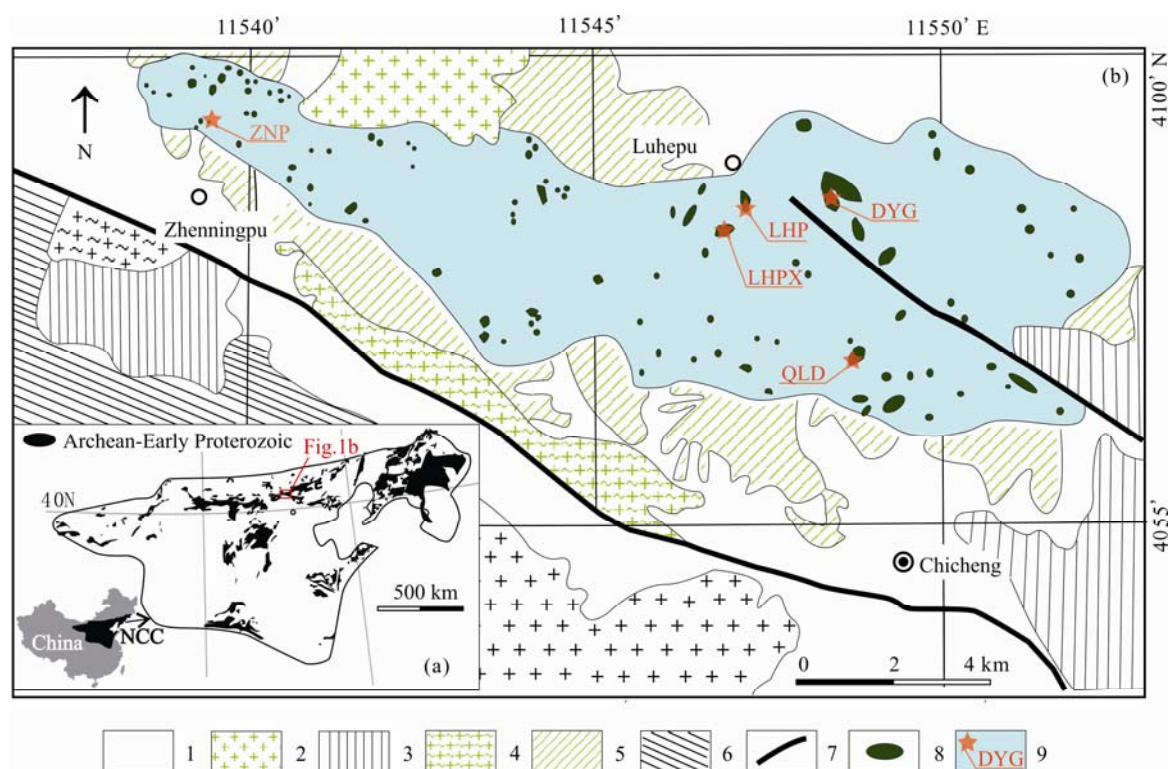 11540' 11545' 11550' E
(b)
4100' N
N
ZNP
Luhepu
Zhenningpu
LHP
DYG
LHPX
QLD
4055'
Chicheng
Archean-Early Proterozoic
Fig.1b
40N
500 km
China
NCC
(a)
0 2 4 km
1 2 3 4 5 6 7 8 DYG 9